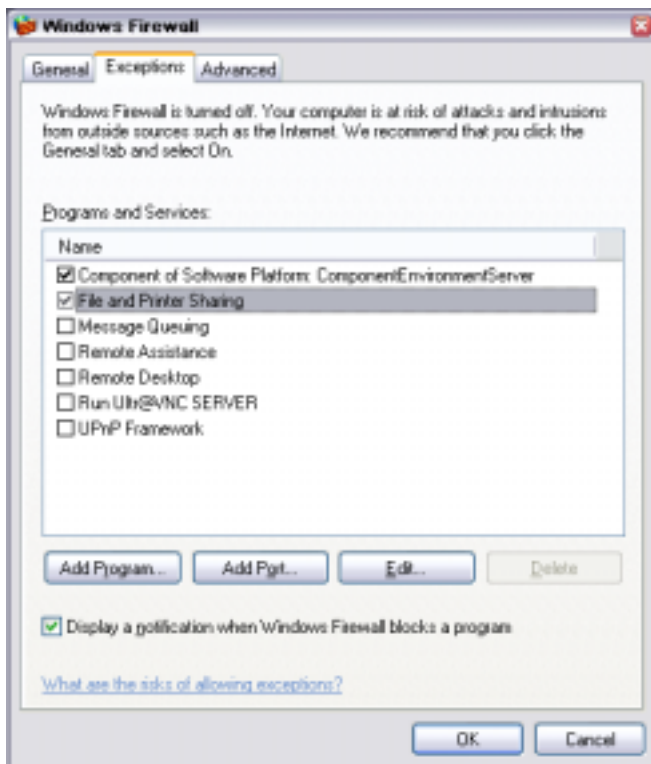 Windows Firewall
General Exceptions Advanced
Windows Firewall is turned off. Your computer is at risk of attacks and intrusions
from outside sources such as the Internet. We recommend that you click the
General tab and select On.
Programs and Services:
Name
Component of Software Platform: ComponentEnvironmentServer
File and Printer Sharing
Message Queuing
Remote Assistance
Remote Desktop
Run Ultr@VNC SERVER
UPnP Framework
Add Program... Add Port... Edit... Delete
Display a notification when Windows Firewall blocks a program
What are the risks of allowing exceptions?
OK Cancel